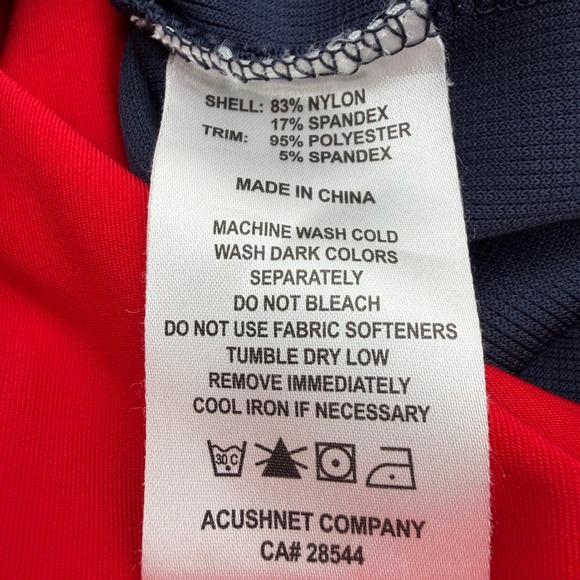 SHELL: 83% NYLON
17% SPANDEX
TRIM: 95% POLYESTER
5% SPANDEX
MADE IN CHINA
MACHINE WASH COLD
WASH DARK COLORS
SEPARATELY
DO NOT BLEACH
DO NOT USE FABRIC SOFTENERS
TUMBLE DRY LOW
REMOVE IMMEDIATELY
COOL IRON IF NECESSARY
30 C
ACUSHNET COMPANY
CA# 28544